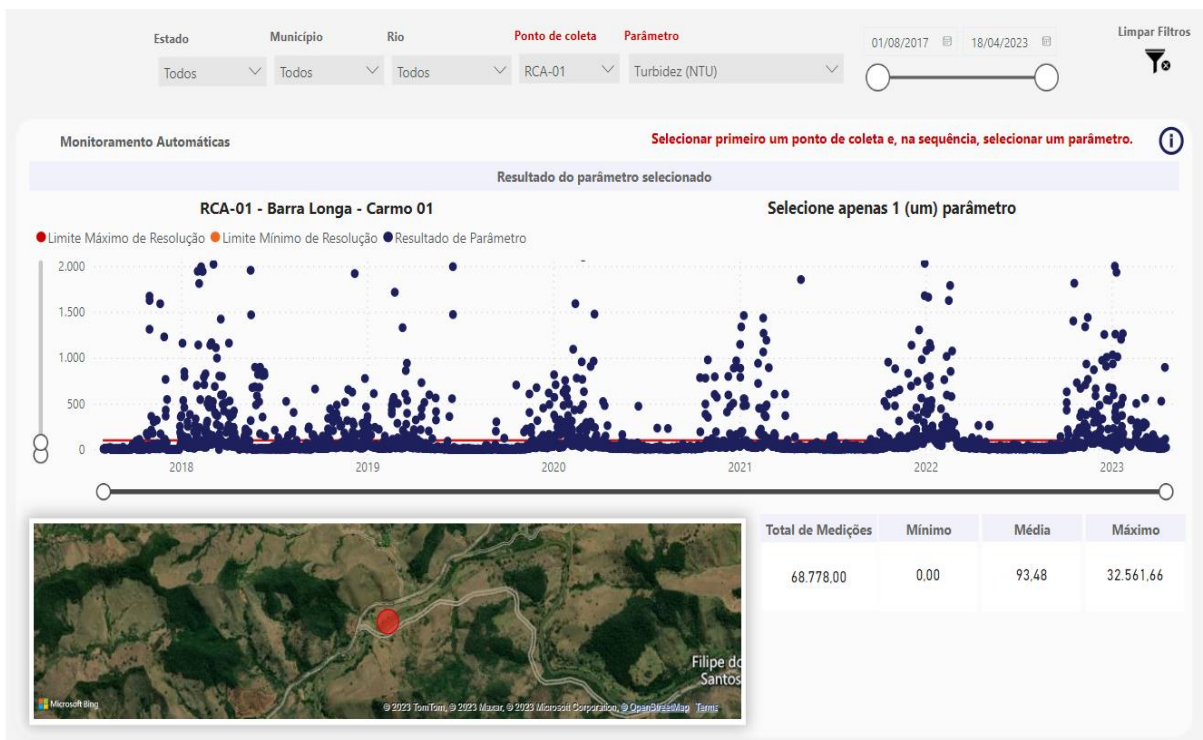 Estado Município Rio Ponto de coleta Parâmetro
Todos Todos Todos RCA-01 Turbidez (NTU)
01/08/2017 18/04/2023
Limpar Filtros
Monitoramento Automáticas
Selecionar primeiro um ponto de coleta e, na sequência, selecionar um parâmetro.
Resultado do parâmetro selecionado
RCA-01 - Barra Longa - Carmo 01
Selecione apenas 1 (um) parâmetro
Limite Máximo de Resolução Limite Mínimo de Resolução Resultado de Parâmetro
2.000
1.500
1.000
500
0
2018 2019 2020 2021 2022 2023
Total de Medições Mínimo Média Máximo
68.778,00 0,00 93,48 32.561,66
Filipe do
Santos
Microsoft Bing
© 2023 TomTom, © 2023 Maxar, © 2023 Microsoft Corporation, © OpenStreetMap Terms